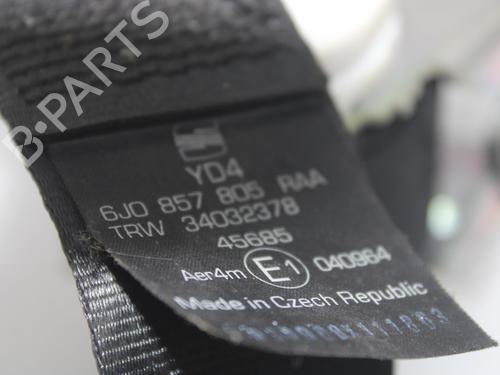 B-PARTS
YD4
6J0 857 805 RAA
TRW 34032378
45685
Aer4m E1 040964
Made in Czech Republic